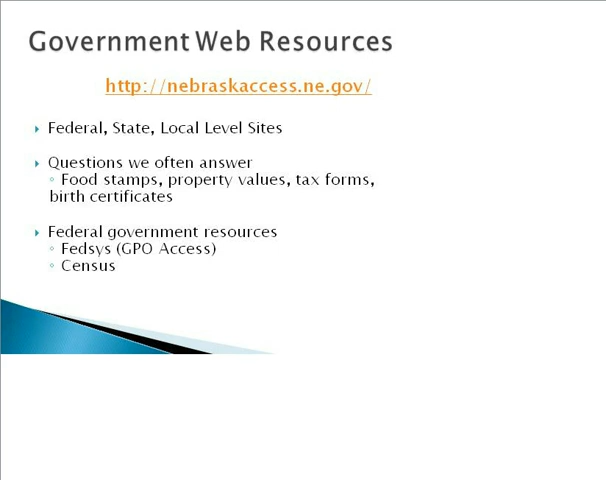 Government Web Resources
http://nebraskaccess.ne.gov/
Federal, State, Local Level Sites
Questions we often answer
Food stamps, property values, tax forms,
birth certificates
Federal government resources
Fedsys (GPO Access)
Census